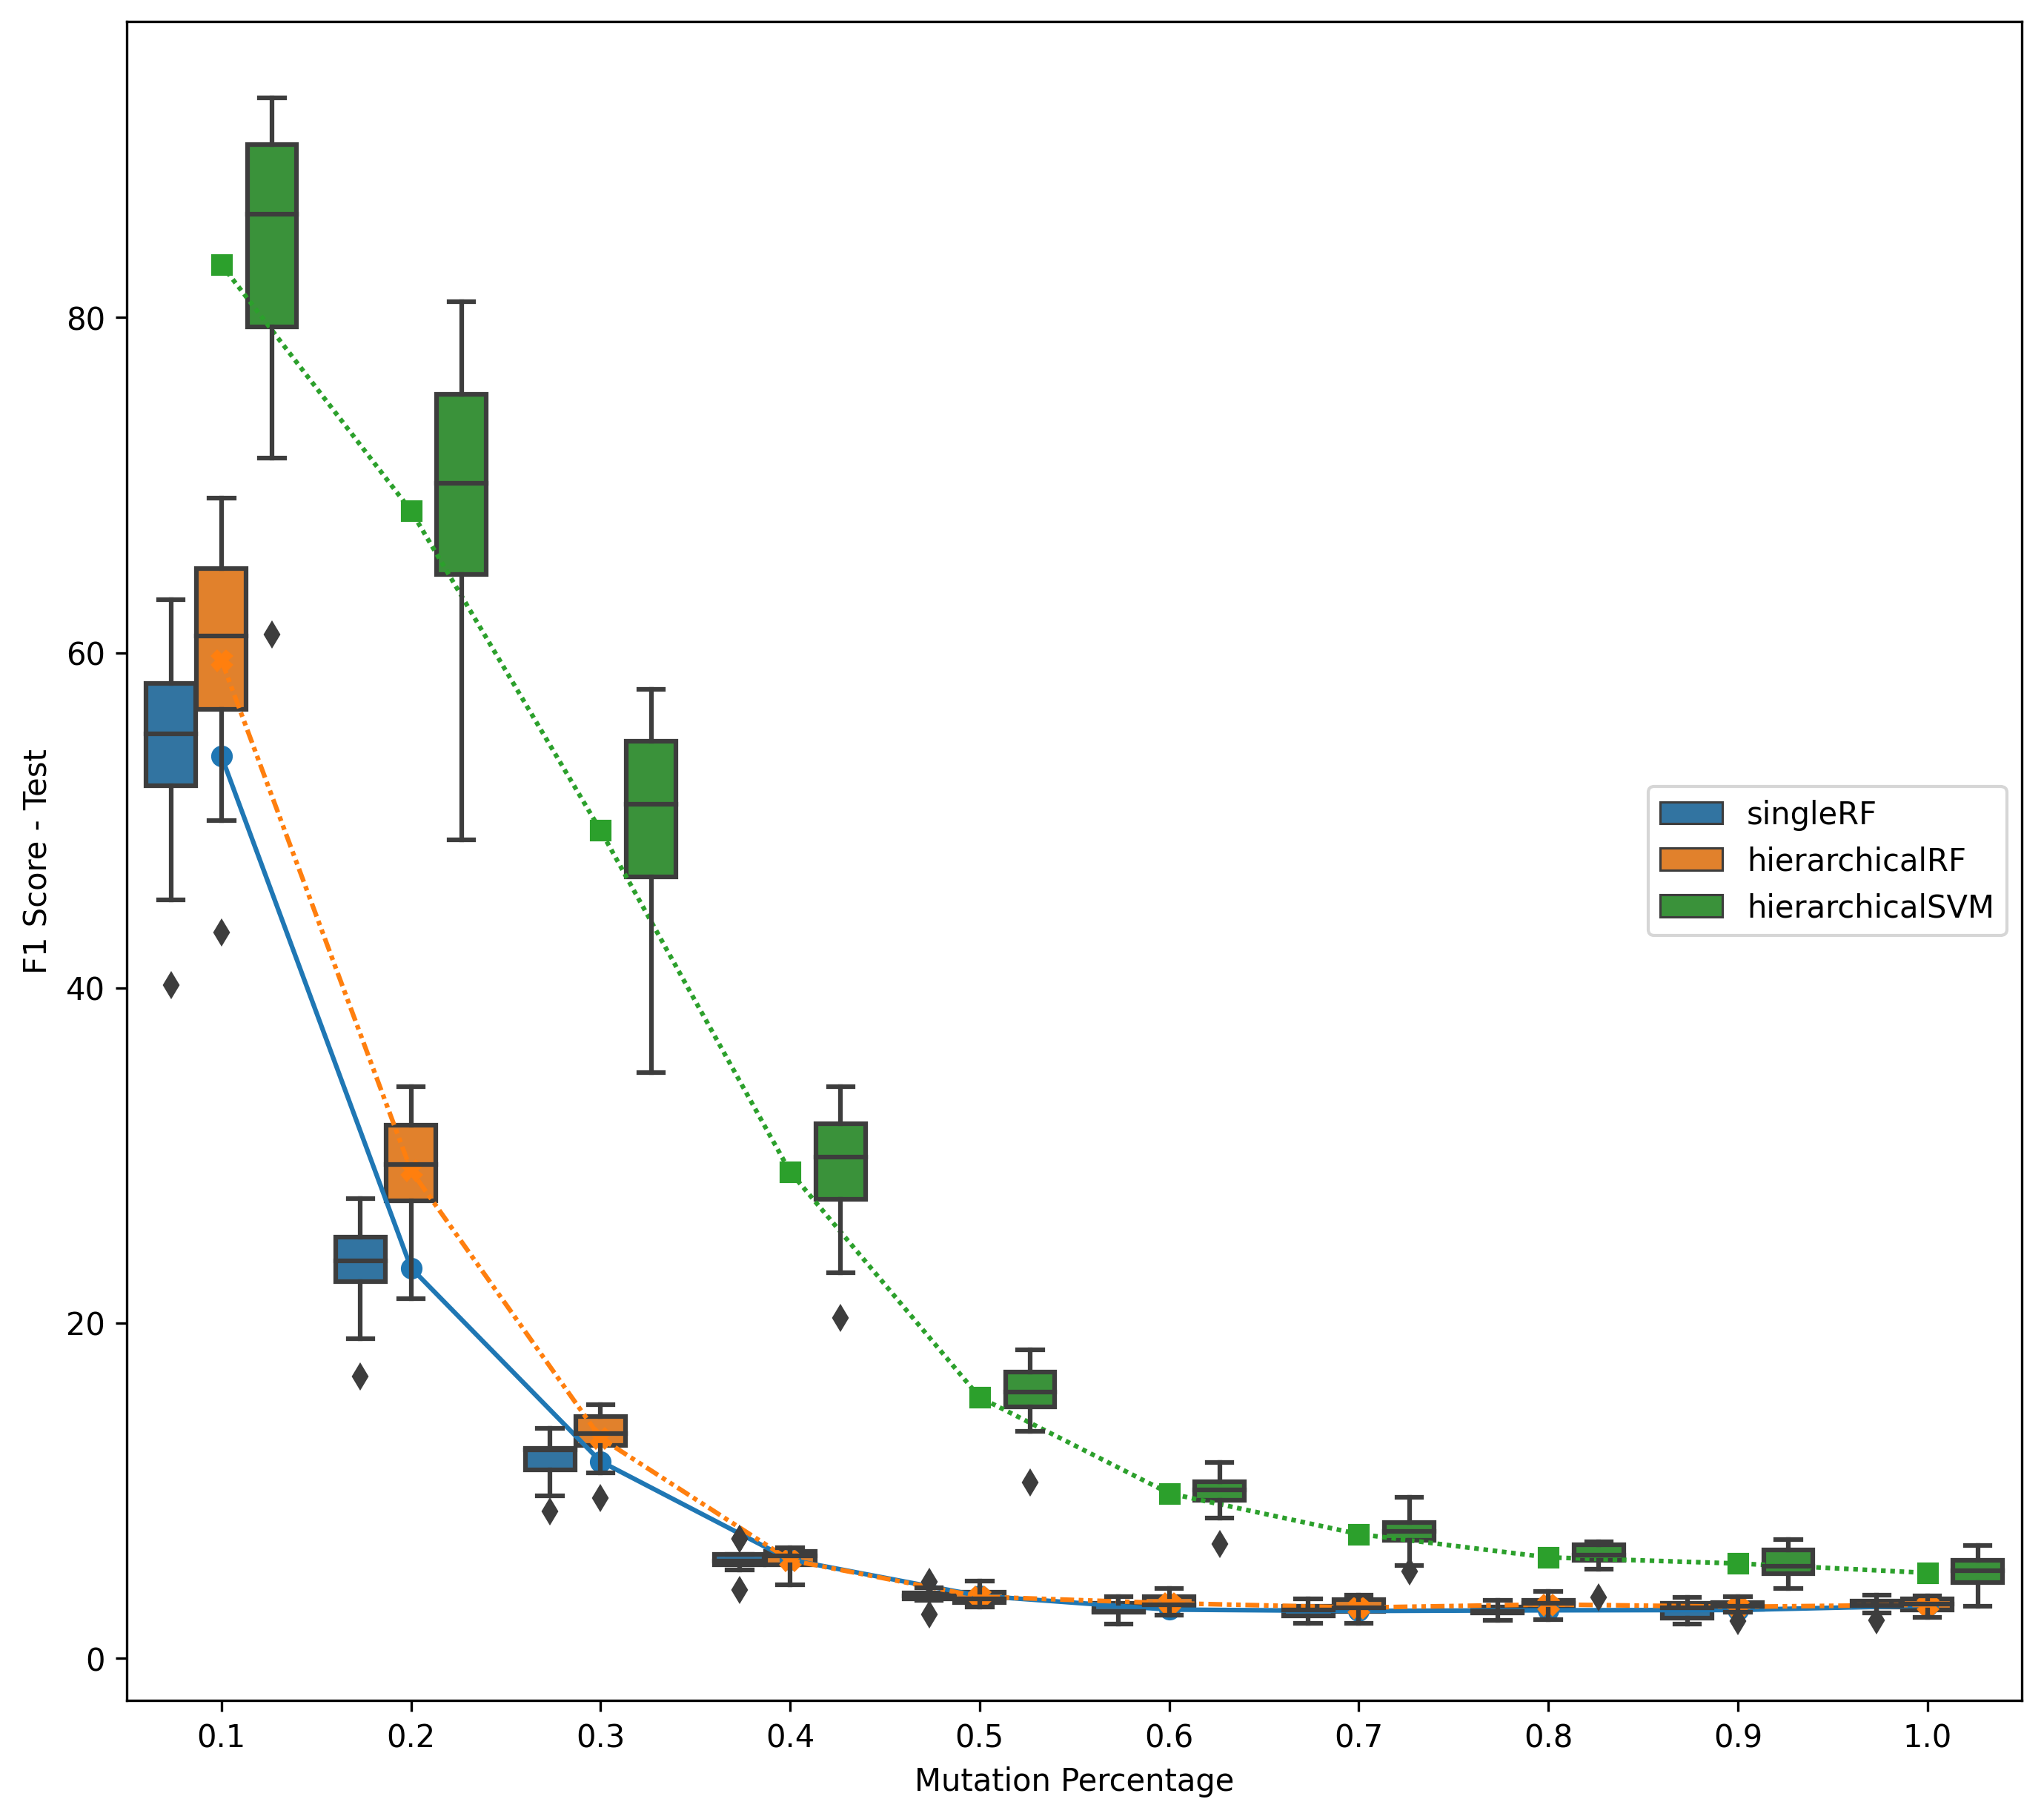 F1 Score - Test
80
60
40
20
0
singleRF
hierarchicalRF
hierarchicalSVM
0.1 0.2 0.3 0.4 0.5 0.6 0.7 0.8 0.9 1.0
Mutation Percentage